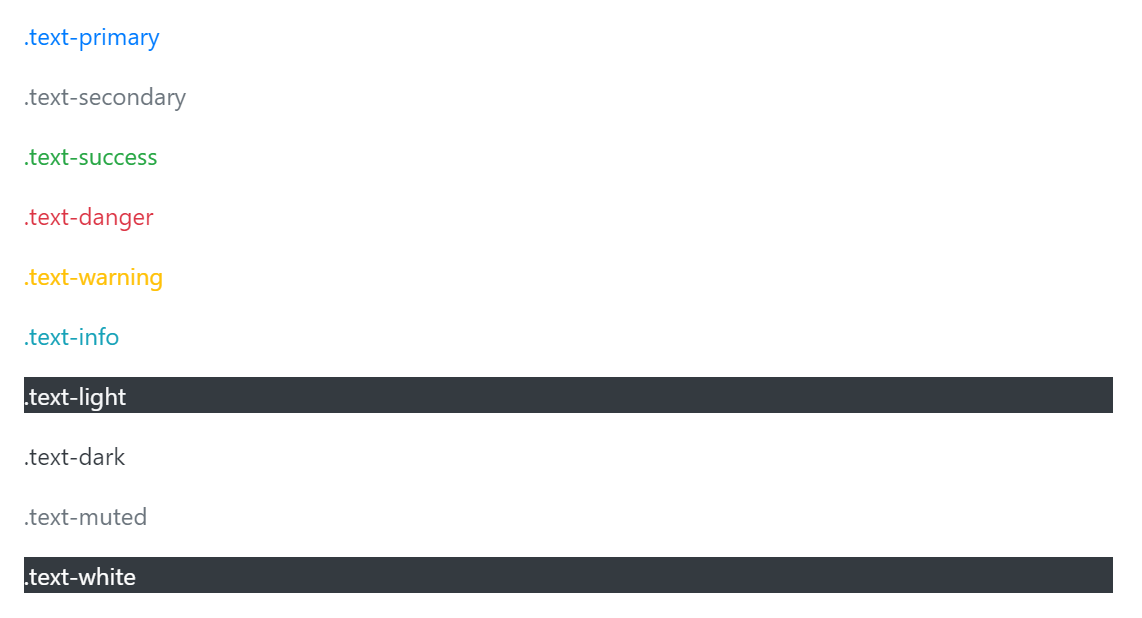 .text-primary
.text-secondary
.text-success
.text-danger
.text-warning
.text-info
.text-light
.text-dark
.text-muted
.text-white